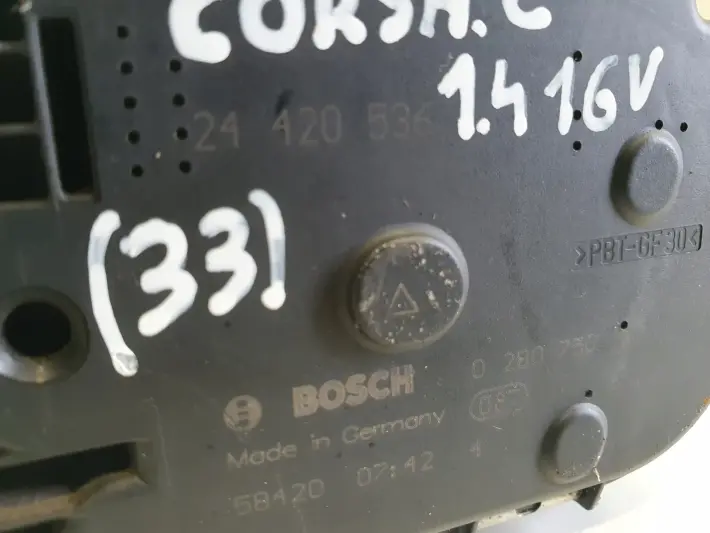 CORSA.C
1.4 16V
24 420 536
(33)
>PBT-GF30<
BOSCH
0 280 750
Made in Germany
58420 07:42 4